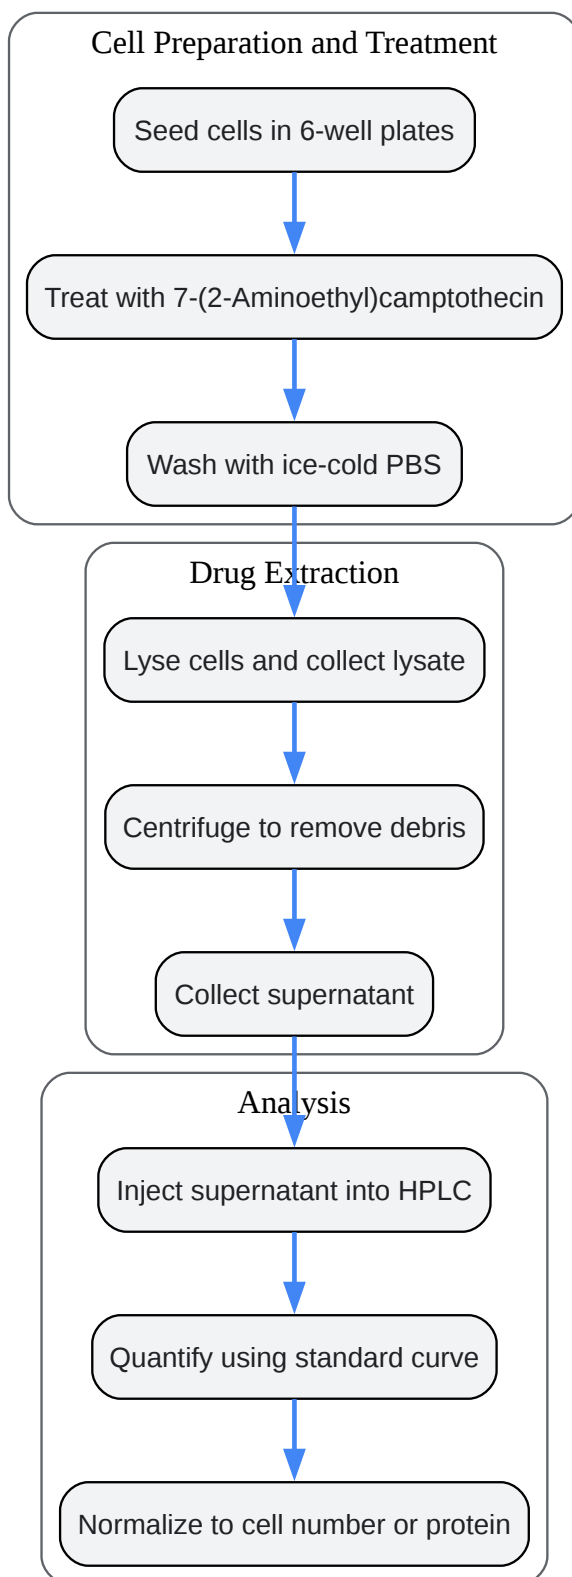 Cell Preparation and Treatment
Seed cells in 6-well plates
Treat with 7-(2-Aminoethyl)camptothecin
Wash with ice-cold PBS
Drug Extraction
Lyse cells and collect lysate
Centrifuge to remove debris
Collect supernatant
Analysis
Inject supernatant into HPLC
Quantify using standard curve
Normalize to cell number or protein